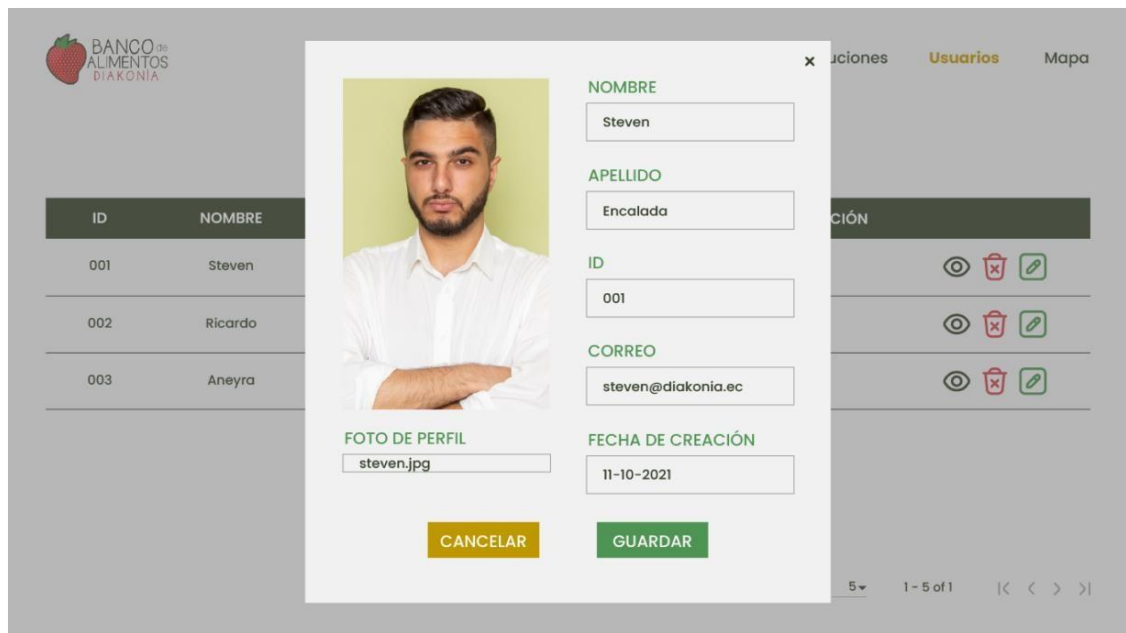 BANCO de
ALIMENTOS
DIAKONÍA
uciones Usuarios Mapa
×
NOMBRE
Steven
APELLIDO
Encalada
ID
001
CORREO
steven@diakonia.ec
FOTO DE PERFIL
steven.jpg
FECHA DE CREACIÓN
11-10-2021
CANCELAR GUARDAR
ID NOMBRE CIÓN
001 Steven
002 Ricardo
003 Aneyra
5 1 - 5 of 1